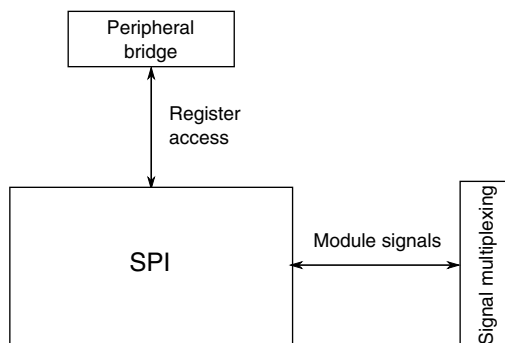 Peripheral
bridge
Register
access
SPI
Module signals
Signal multiplexing